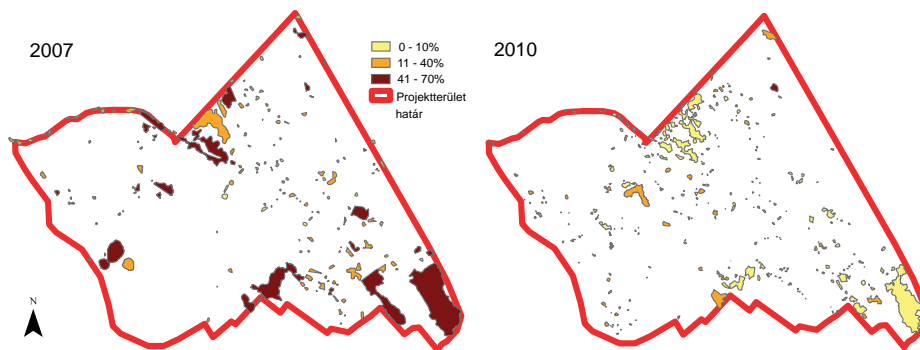 2007
0 - 10%
11 - 40%
41 - 70%
Projektterület
határ
2010
N